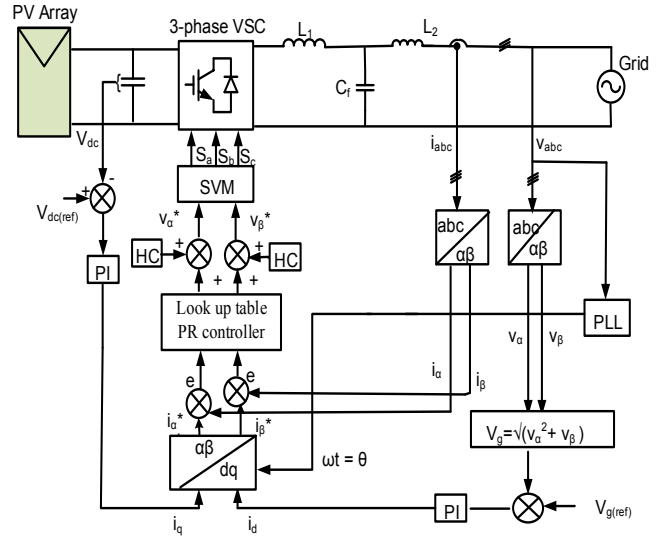 PV Array
3-phase VSC
L1
L2
Grid
Cf
Vdc
iabc
vabc
Sa
Sb
Sc
SVM
+
-
Vdc(ref)
vα*
vβ*
abc
αβ
abc
αβ
HC
+
+
HC
PI
+
+
Look up table
PR controller
PLL
vα
vβ
iα
iβ
e
e
iα*
iβ*
Vg=√(vα²+ vβ )
αβ
dq
ωt = θ
PI
Vg(ref)
iq
id